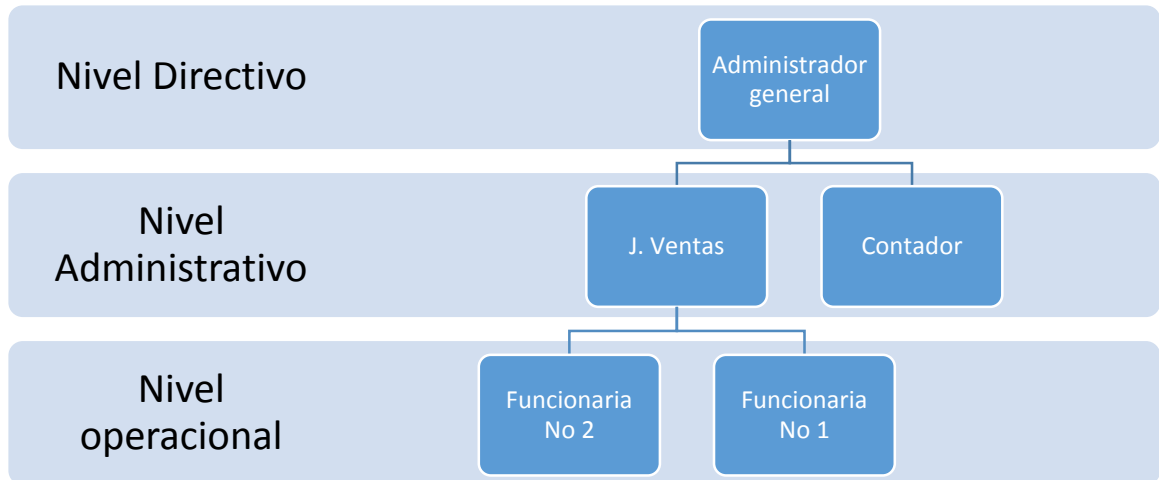 Nivel Directivo
Administrador
general
Nivel
Administrativo
J. Ventas
Contador
Nivel
operacional
Funcionaria
No 2
Funcionaria
No 1